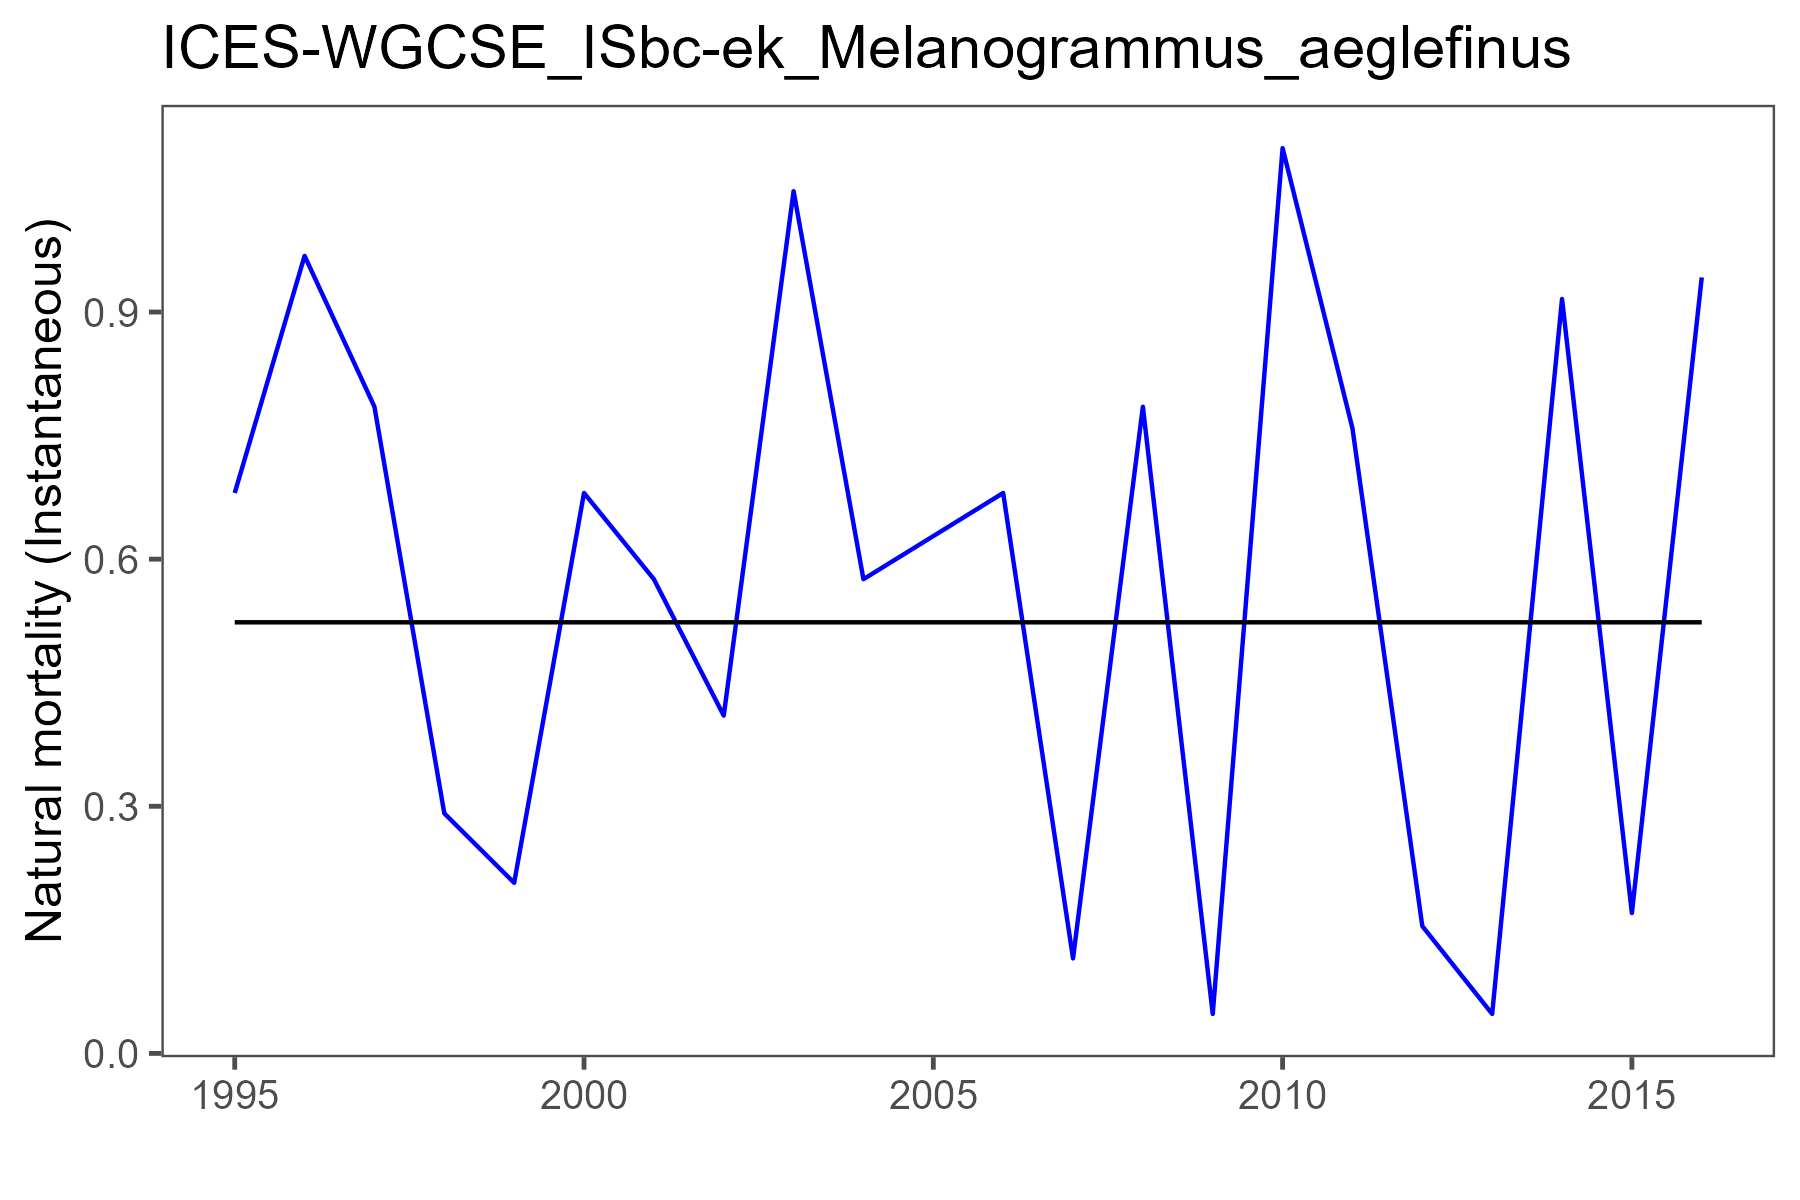 ICES-WGCSE_ISbc-ek_Melanogrammus_aeglefinus
Natural mortality (Instantaneous)
0.9
0.6
0.3
0.0
1995 2000 2005 2010 2015